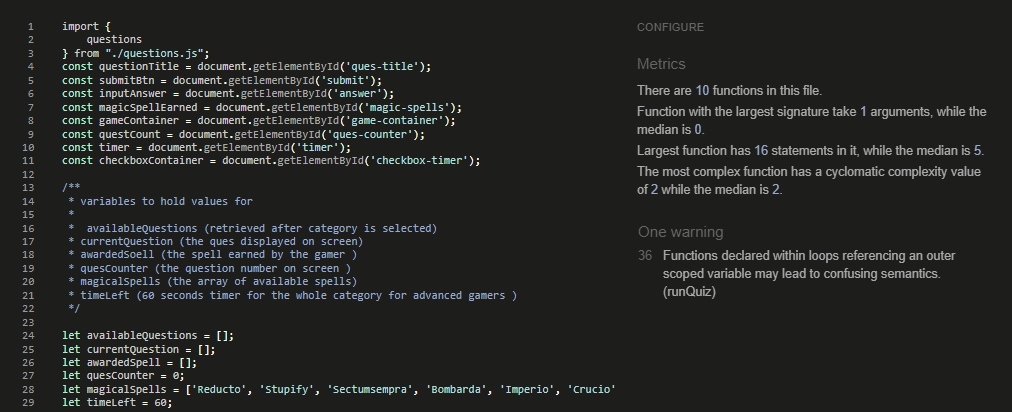 1 import {
2 questions
3 } from "./questions.js";
4 const questionTitle = document.getElementById('ques-title');
5 const submitBtn = document.getElementById('submit');
6 const inputAnswer = document.getElementById('answer');
7 const magicSpellEarned = document.getElementById('magic-spells');
8 const gameContainer = document.getElementById('game-container');
9 const questCount = document.getElementById('ques-counter');
10 const timer = document.getElementById('timer');
11 const checkboxContainer = document.getElementById('checkbox-timer');
12
13 /**
14 * variables to hold values for
15 *
16 * availableQuestions (retrieved after category is selected)
17 * currentQuestion (the ques displayed on screen)
18 * awardedSoell (the spell earned by the gamer )
19 * quesCounter (the question number on screen )
20 * magicalSpells (the array of available spells)
21 * timeLeft (60 seconds timer for the whole category for advanced gamers )
22 */
23
24 let availableQuestions = [];
25 let currentQuestion = [];
26 let awardedSpell = [];
27 let quesCounter = 0;
28 let magicalSpells = ['Reducto', 'Stupify', 'Sectumsempra', 'Bombarda', 'Imperio', 'Crucio'
29 let timeLeft = 60;
CONFIGURE
Metrics
There are 10 functions in this file.
Function with the largest signature take 1 arguments, while the
median is 0.
Largest function has 16 statements in it, while the median is 5.
The most complex function has a cyclomatic complexity value
of 2 while the median is 2.
One warning
36 Functions declared within loops referencing an outer
scoped variable may lead to confusing semantics.
(runQuiz)